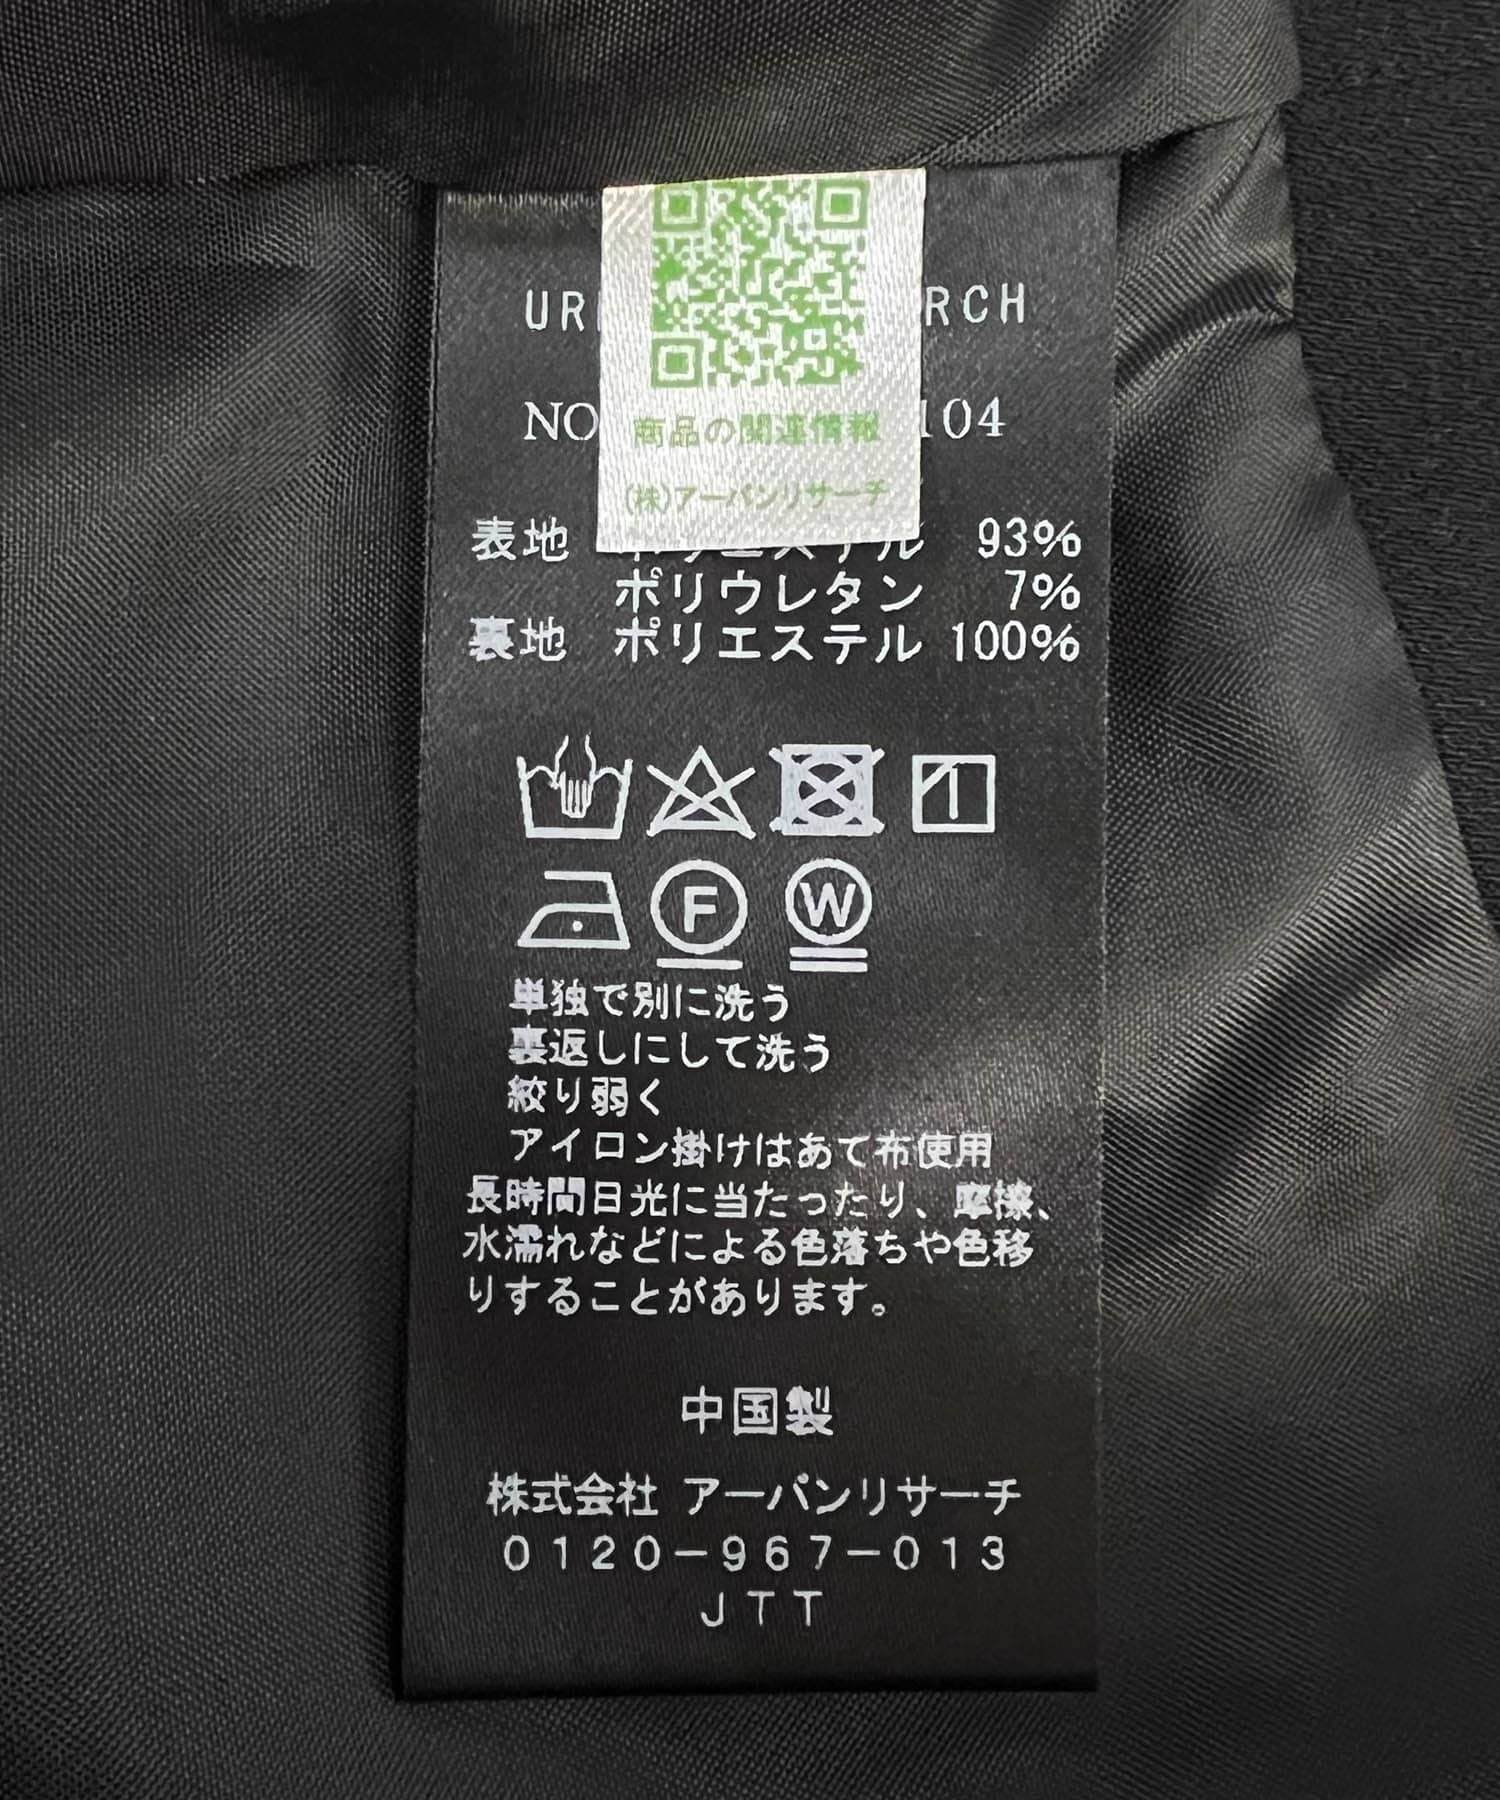 商品の関連情報
(株)アーバンリサーチ
表地 ポリエステル 93%
ポリウレタン 7%
裏地 ポリエステル 100%
F W
単独で別に洗う
裏返しにして洗う
絞り弱く
アイロン掛けはあて布使用
長時間日光に当たったり、摩擦、
水濡れなどによる色落ちや色移
りすることがあります。
中国製
株式会社 アーバンリサーチ
0120-967-013
JTT